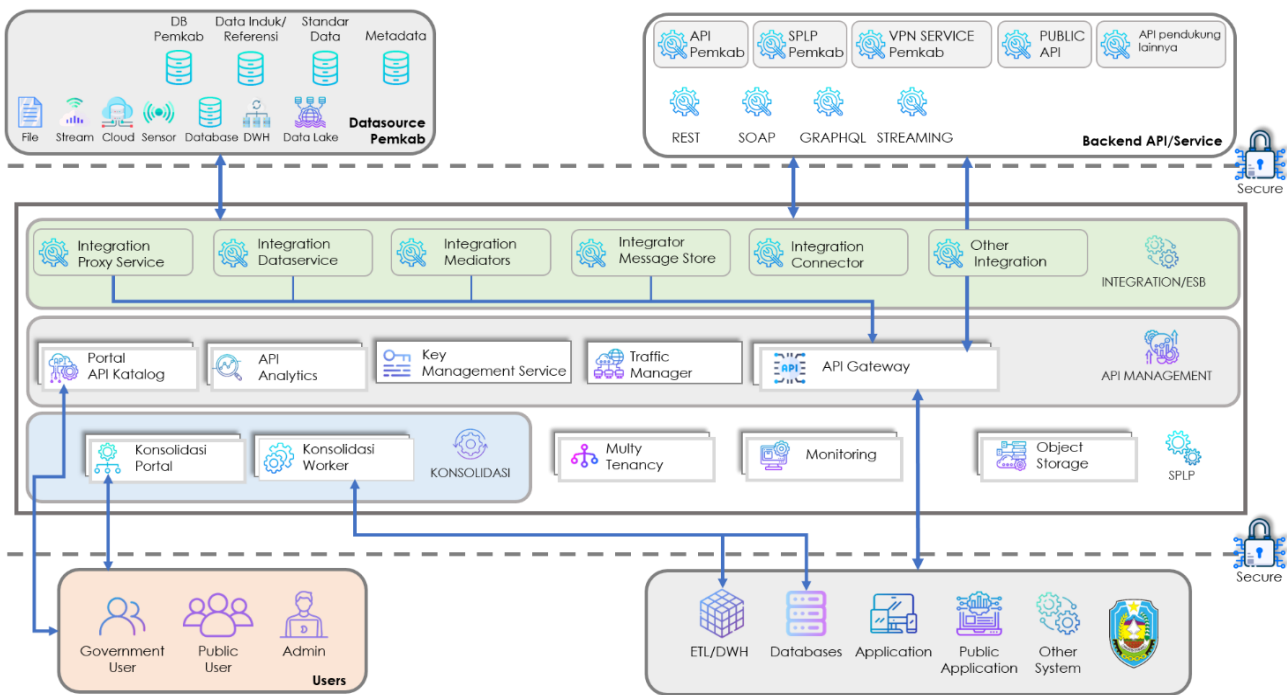 DB
Pemkab
Data Induk/
Referensi
Standar
Data
Metadata
File
Stream
Cloud
Sensor
Database
DWH
Data Lake
Datasource
Pemkab
API
Pemkab
SPLP
Pemkab
VPN SERVICE
Pemkab
PUBLIC
API
API pendukung
lainnya
REST
SOAP
GRAPHQL
STREAMING
Backend API/Service
Secure
Integration
Proxy Service
Integration
Dataservice
Integration
Mediators
Integrator
Message Store
Integration
Connector
Other
Integration
INTEGRATION/ESB
Portal
API Katalog
API
Analytics
Key
Management Service
Traffic
Manager
API
API Gateway
API MANAGEMENT
Konsolidasi
Portal
Konsolidasi
Worker
KONSOLIDASI
Multy
Tenancy
Monitoring
Object
Storage
SPLP
Secure
Government
User
Public
User
Admin
Users
ETL/DWH
Databases
Application
Public
Application
Other
System